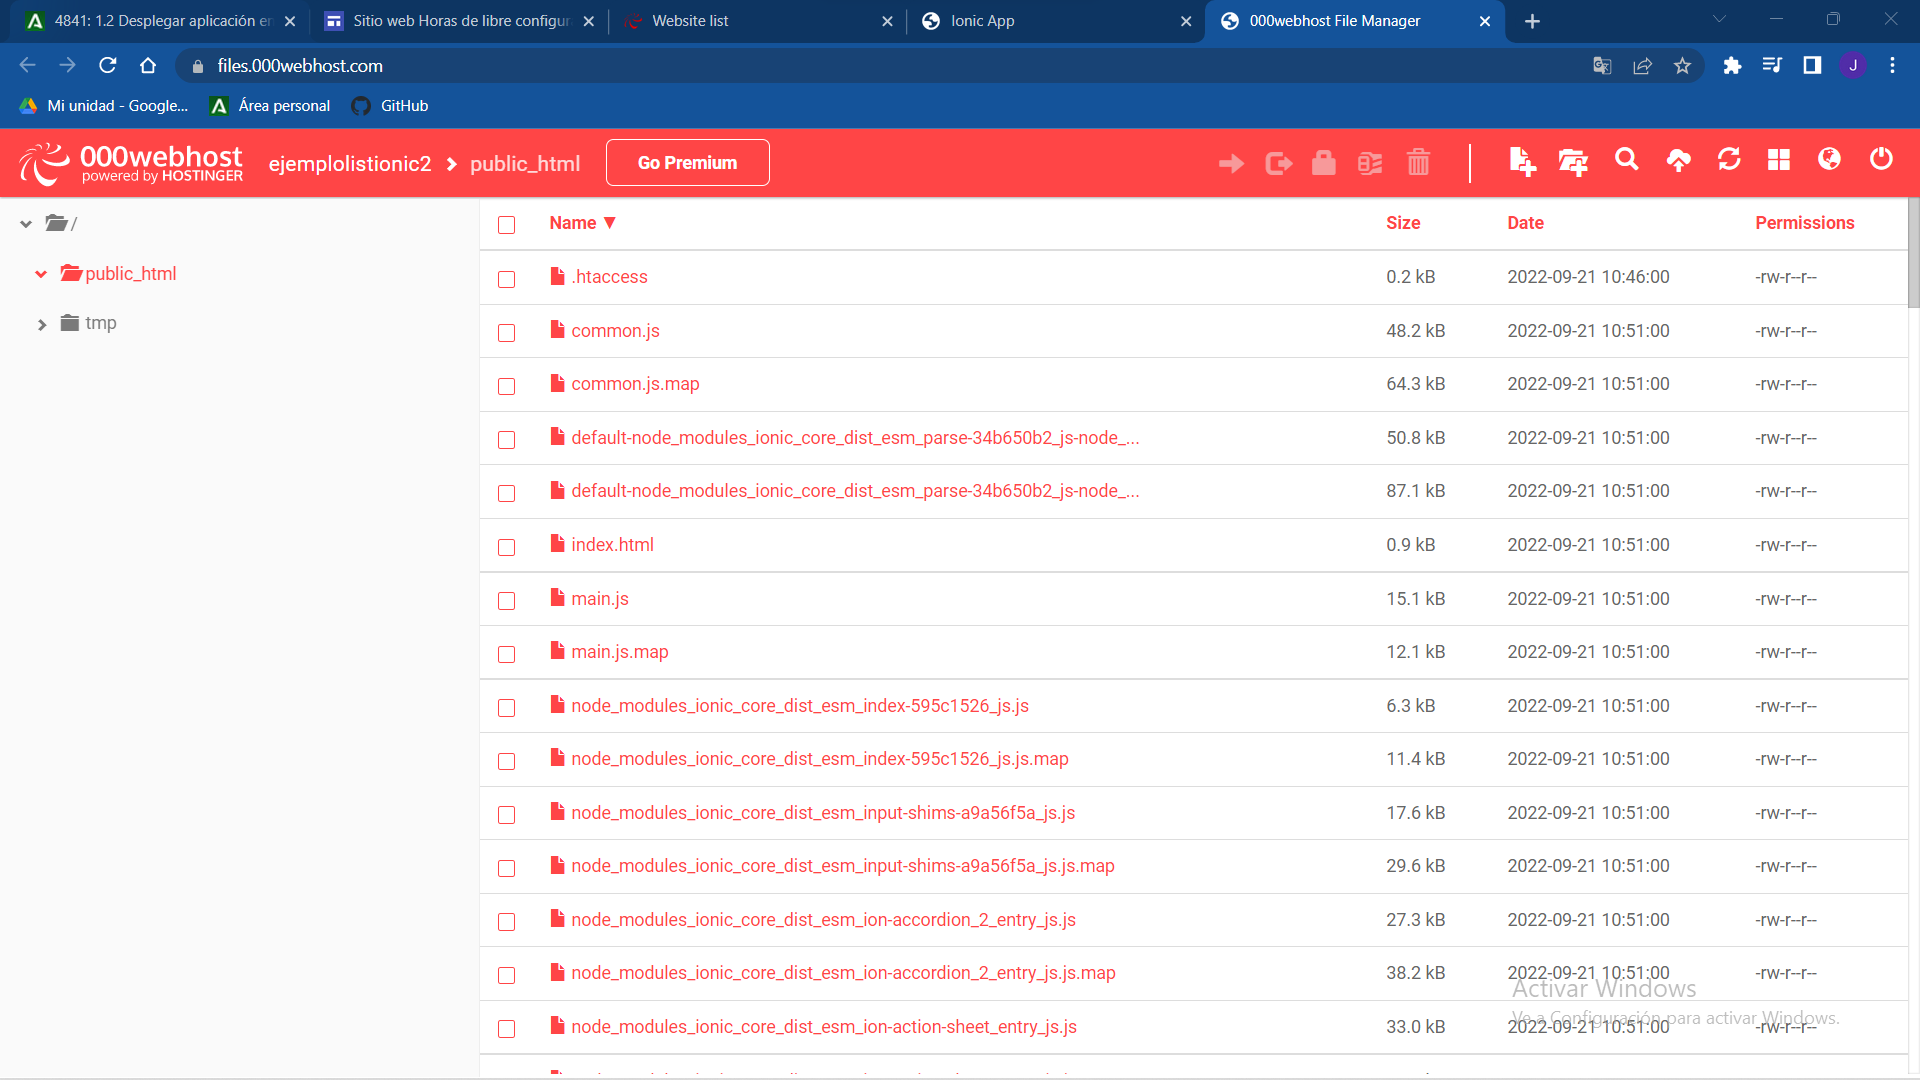 4841: 1.2 Desplegar aplicación en
Sitio web Horas de libre configur
Website list
Ionic App
000webhost File Manager
files.000webhost.com
J
Mi unidad - Google...
Área personal
GitHub
000webhost
powered by HOSTINGER
ejemplolistionic2 > public_html
Go Premium
/
public_html
tmp
Name ▼ Size Date Permissions
.htaccess 0.2 kB 2022-09-21 10:46:00 -rw-r--r--
common.js 48.2 kB 2022-09-21 10:51:00 -rw-r--r--
common.js.map 64.3 kB 2022-09-21 10:51:00 -rw-r--r--
default-node_modules_ionic_core_dist_esm_parse-34b650b2_js-node_... 50.8 kB 2022-09-21 10:51:00 -rw-r--r--
default-node_modules_ionic_core_dist_esm_parse-34b650b2_js-node_... 87.1 kB 2022-09-21 10:51:00 -rw-r--r--
index.html 0.9 kB 2022-09-21 10:51:00 -rw-r--r--
main.js 15.1 kB 2022-09-21 10:51:00 -rw-r--r--
main.js.map 12.1 kB 2022-09-21 10:51:00 -rw-r--r--
node_modules_ionic_core_dist_esm_index-595c1526_js.js 6.3 kB 2022-09-21 10:51:00 -rw-r--r--
node_modules_ionic_core_dist_esm_index-595c1526_js.js.map 11.4 kB 2022-09-21 10:51:00 -rw-r--r--
node_modules_ionic_core_dist_esm_input-shims-a9a56f5a_js.js 17.6 kB 2022-09-21 10:51:00 -rw-r--r--
node_modules_ionic_core_dist_esm_input-shims-a9a56f5a_js.js.map 29.6 kB 2022-09-21 10:51:00 -rw-r--r--
node_modules_ionic_core_dist_esm_ion-accordion_2_entry_js.js 27.3 kB 2022-09-21 10:51:00 -rw-r--r--
node_modules_ionic_core_dist_esm_ion-accordion_2_entry_js.js.map 38.2 kB 2022-09-21 10:51:00 -rw-r--r--
Activar Windows
Ve a Configuración para activar Windows.
node_modules_ionic_core_dist_esm_ion-action-sheet_entry_js.js 33.0 kB 2022-09-21 10:51:00 -rw-r--r--